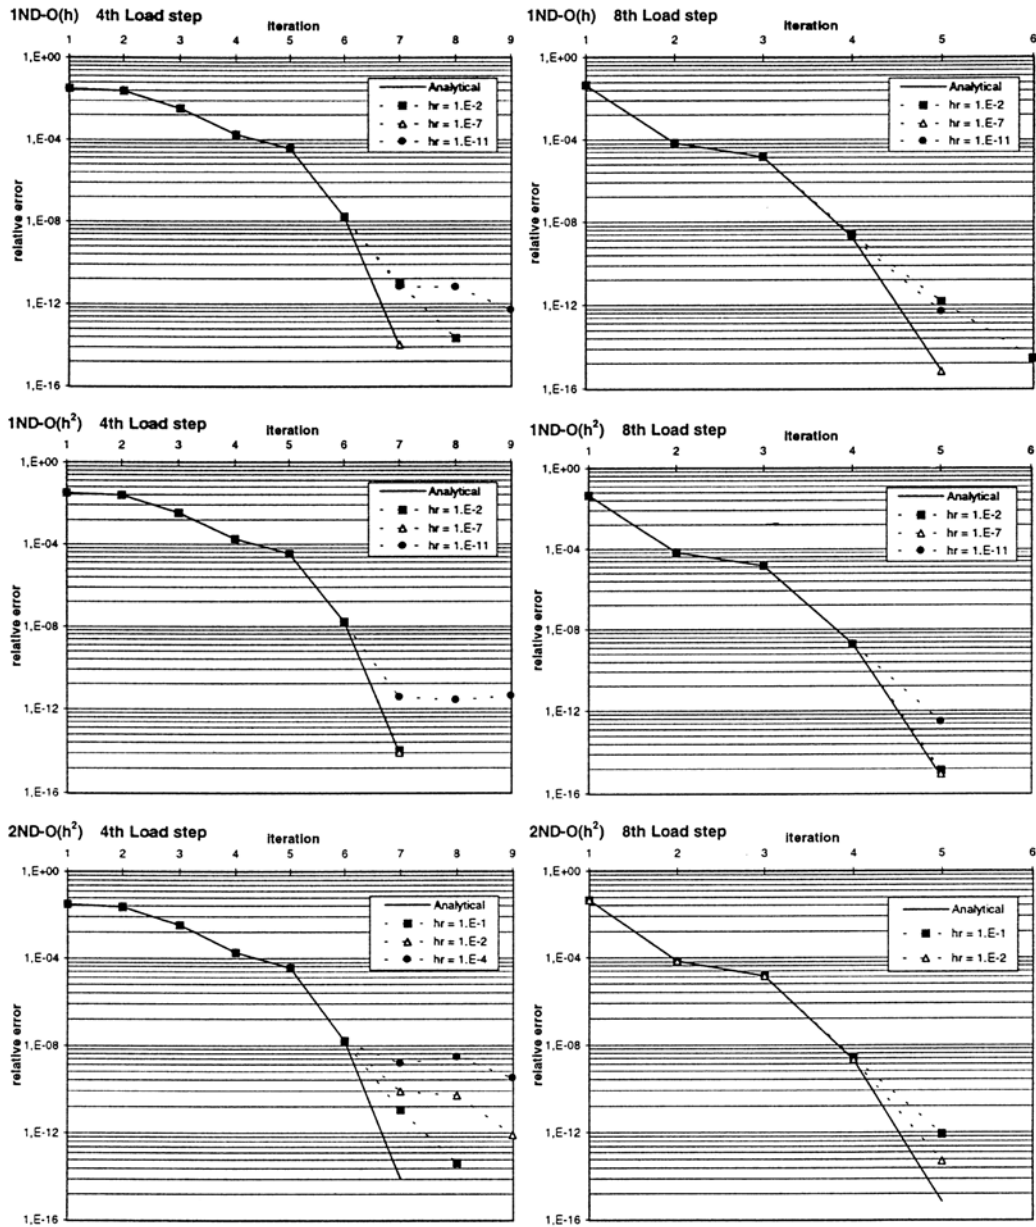 1ND-O(h) 4th Load step
iteration
1 2 3 4 5 6 7 8 9
1,E+00
1,E-04
1,E-08
1,E-12
1,E-16
relative error
Analytical
hr = 1.E-2
hr = 1.E-7
hr = 1.E-11
1ND-O(h) 8th Load step
iteration
1 2 3 4 5 6
1,E+00
1,E-04
1,E-08
1,E-12
1,E-16
relative error
Analytical
hr = 1.E-2
hr = 1.E-7
hr = 1.E-11
1ND-O(h²) 4th Load step
iteration
1 2 3 4 5 6 7 8 9
1,E+00
1,E-04
1,E-08
1,E-12
1,E-16
relative error
Analytical
hr = 1.E-2
hr = 1.E-7
hr = 1.E-11
1ND-O(h²) 8th Load step
iteration
1 2 3 4 5 6
1,E+00
1,E-04
1,E-08
1,E-12
1,E-16
relative error
Analytical
hr = 1.E-2
hr = 1.E-7
hr = 1.E-11
2ND-O(h²) 4th Load step
iteration
1 2 3 4 5 6 7 8 9
1,E+00
1,E-04
1,E-08
1,E-12
1,E-16
relative error
Analytical
hr = 1.E-1
hr = 1.E-2
hr = 1.E-4
2ND-O(h²) 8th Load step
iteration
1 2 3 4 5 6
1,E+00
1,E-04
1,E-08
1,E-12
1,E-16
relative error
Analytical
hr = 1.E-1
hr = 1.E-2